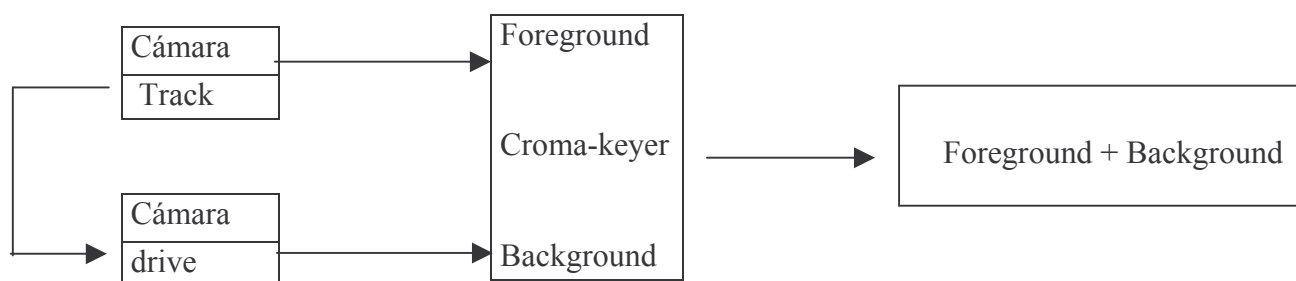 Cámara
Track
Cámara
drive
Foreground
Croma-keyer
Background
Foreground + Background